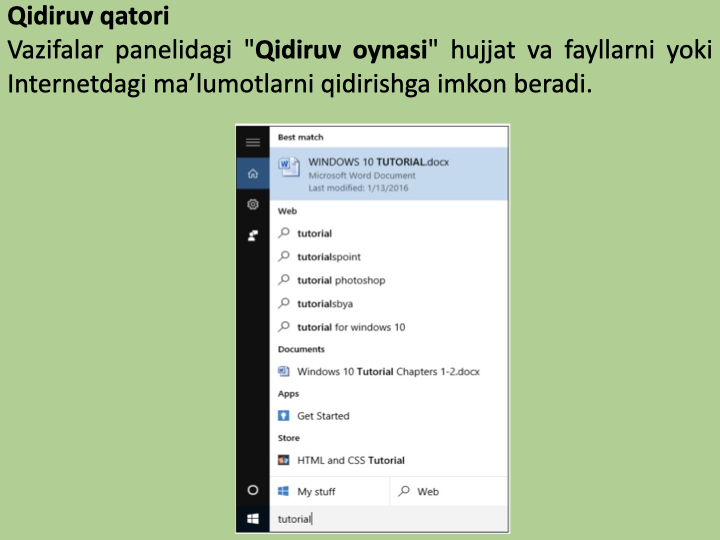 Qidiruv qatori
Vazifalar panelidagi "Qidiruv oynasi" hujjat va fayllarni yoki
Internetdagi ma’lumotlarni qidirishga imkon beradi.
Best match
WINDOWS 10 TUTORIAL.docx
Microsoft Word Document
Last modified: 1/13/2016
Web
tutorial
tutorialspoint
tutorial photoshop
tutorialsbya
tutorial for windows 10
Documents
Windows 10 Tutorial Chapters 1-2.docx
Apps
Get Started
Store
HTML and CSS Tutorial
My stuff
Web
tutorial